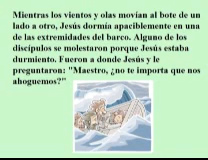 Mientras los vientos y olas movían al bote de un
lado a otro, Jesús dormía apaciblemente en una
de las extremidades del barco. Alguno de los
discípulos se molestaron porque Jesús estaba
durmiento. Fueron a donde Jesús y le
preguntaron: "Maestro, ¿no te importa que nos
ahoguemos?"